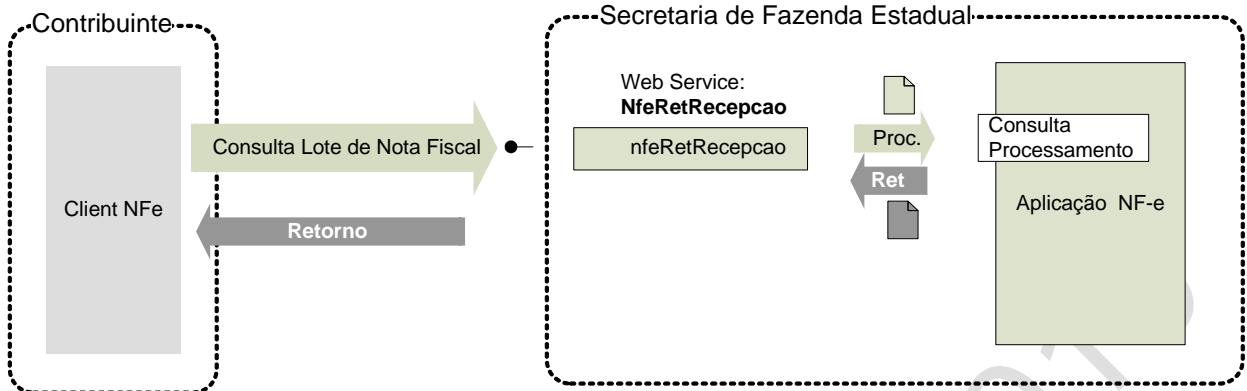 Contribuinte
Secretaria de Fazenda Estadual
Client NFe
Consulta Lote de Nota Fiscal
Retorno
Web Service:
NfeRetRecepcao
nfeRetRecepcao
Proc.
Ret
Consulta
Processamento
Aplicação NF-e